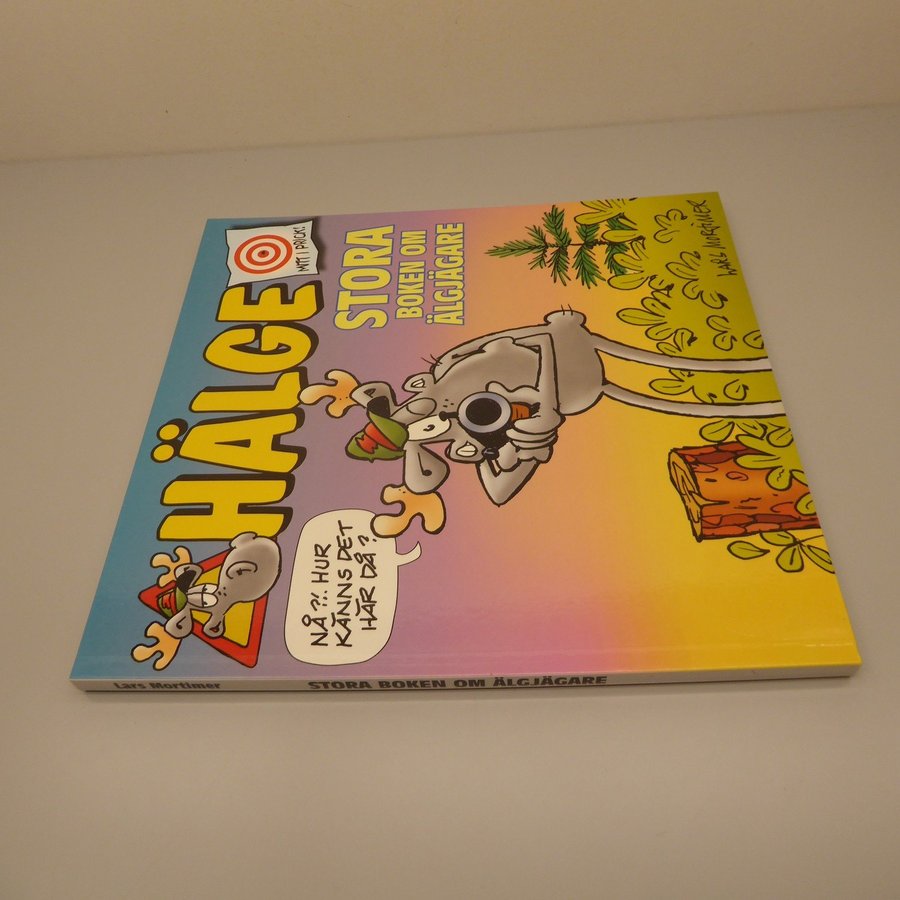 HÄLGE
MITT I PRICK!
STORA
BOKEN OM
ÄLGJÄGARE
NÅ?!. HUR
KÄNNS DET
HÄR DÅ?
LARS MORTIMER
Lars Mortimer
STORA BOKEN OM ÄLGJÄGARE